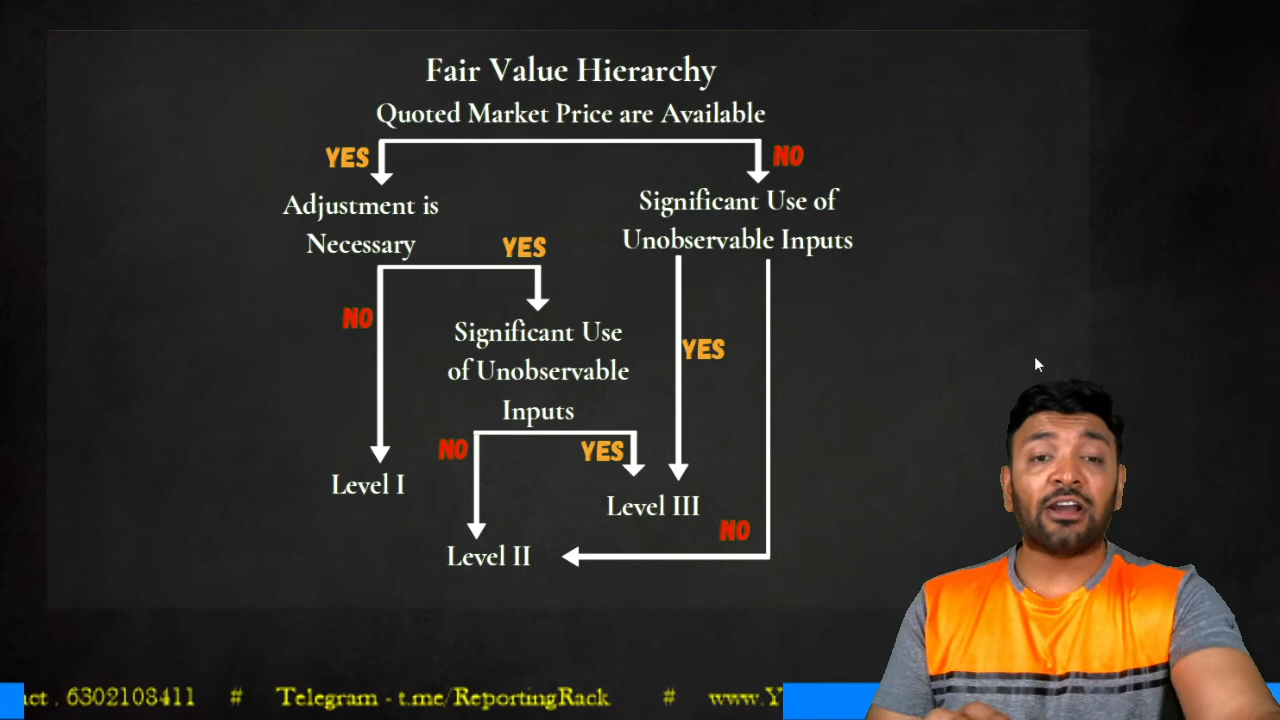 Fair Value Hierarchy
Quoted Market Price are Available
YES
NO
Adjustment is
Necessary
Significant Use of
Unobservable Inputs
YES
NO
Significant Use
of Unobservable
Inputs
YES
NO
YES
Level I
Level III
NO
Level II
6302108411 # Telegram - t.me/ReportingRack #